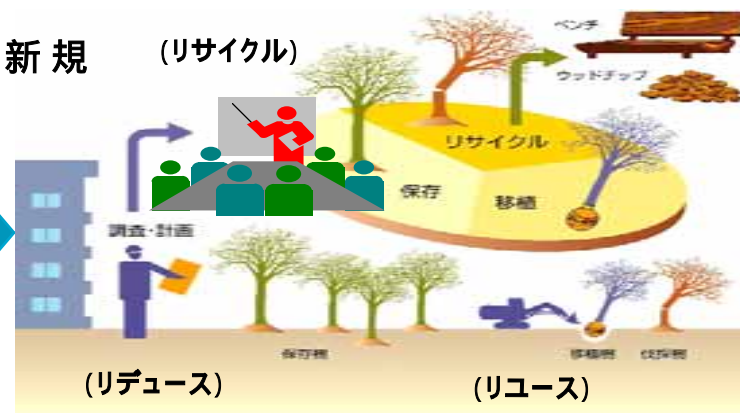 新規
(リサイクル)
ベンチ
ウッドチップ
リサイクル
保存
移植
調査・計画
保存樹
移植樹
伐採樹
(リデュース)
(リユース)